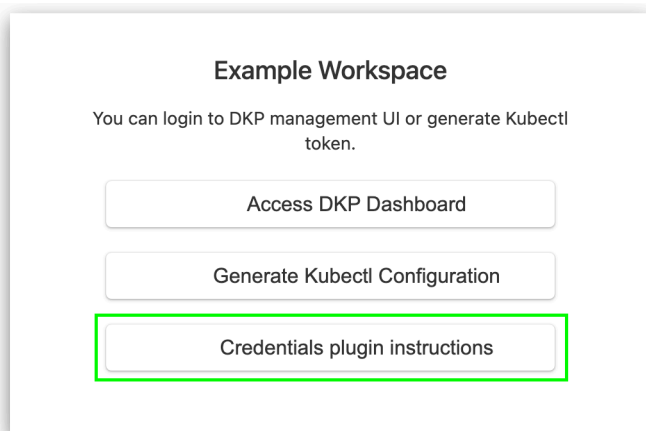 Example Workspace
You can login to DKP management UI or generate Kubectl
token.
Access DKP Dashboard
Generate Kubectl Configuration
Credentials plugin instructions